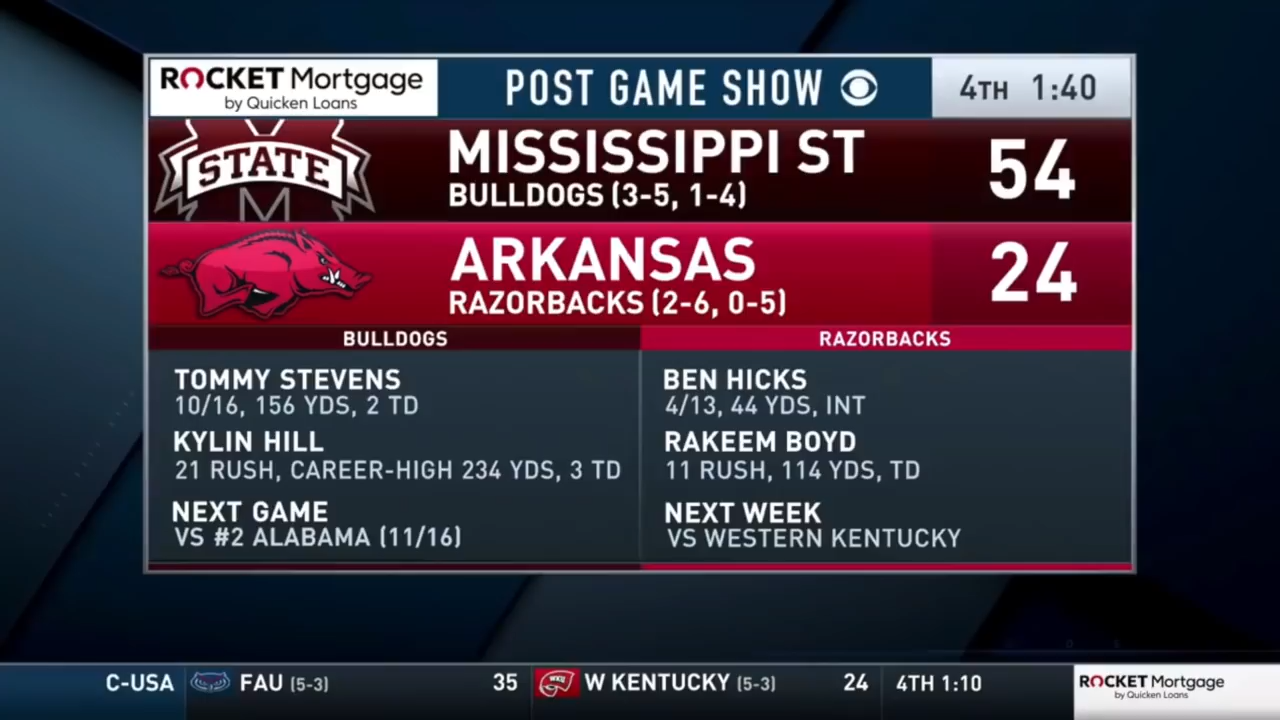 ROCKET Mortgage
by Quicken Loans
POST GAME SHOW
4TH 1:40
STATE
M
MISSISSIPPI ST
54
BULLDOGS (3-5, 1-4)
ARKANSAS
24
RAZORBACKS (2-6, 0-5)
BULLDOGS
RAZORBACKS
TOMMY STEVENS
10/16, 156 YDS, 2 TD
KYLIN HILL
21 RUSH, CAREER-HIGH 234 YDS, 3 TD
NEXT GAME
VS #2 ALABAMA (11/16)
BEN HICKS
4/13, 44 YDS, INT
RAKEEM BOYD
11 RUSH, 114 YDS, TD
NEXT WEEK
VS WESTERN KENTUCKY
C-USA FAU (5-3) 35 WKU W KENTUCKY (5-3) 24 4TH 1:10
ROCKET Mortgage
by Quicken Loans